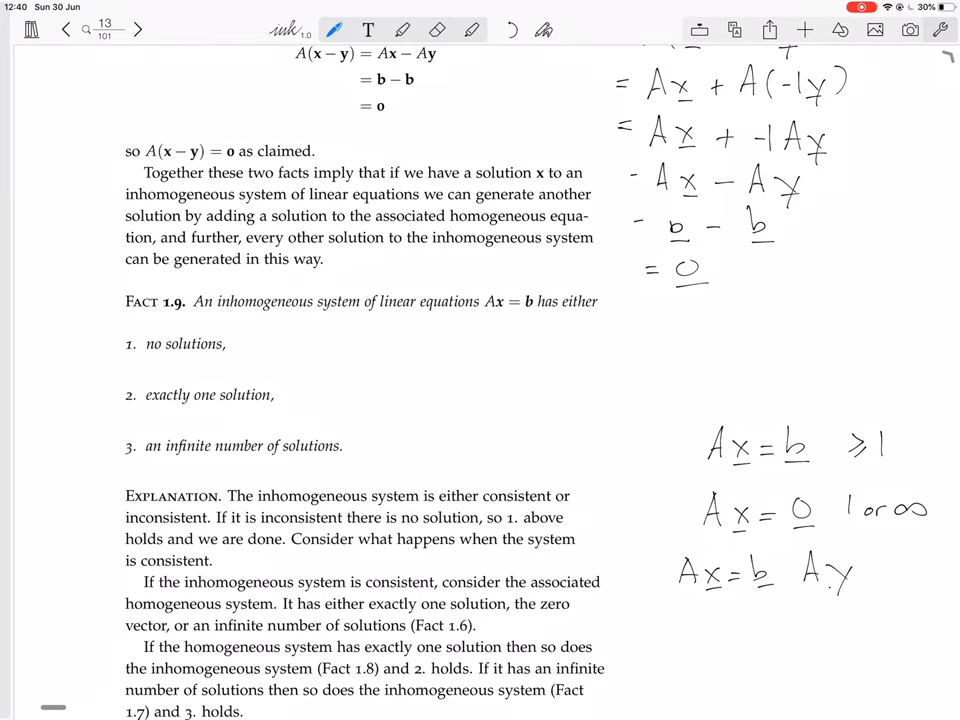 12:40 Sun 30 Jun
30%
13
101
ink 1.0
T
A(x − y) = Ax − Ay
= b − b
= o
so A(x − y) = o as claimed.
Together these two facts imply that if we have a solution x to an
inhomogeneous system of linear equations we can generate another
solution by adding a solution to the associated homogeneous equa-
tion, and further, every other solution to the inhomogeneous system
can be generated in this way.
FACT 1.9. An inhomogeneous system of linear equations Ax = b has either
1. no solutions,
2. exactly one solution,
3. an infinite number of solutions.
EXPLANATION. The inhomogeneous system is either consistent or
inconsistent. If it is inconsistent there is no solution, so 1. above
holds and we are done. Consider what happens when the system
is consistent.
If the inhomogeneous system is consistent, consider the associated
homogeneous system. It has either exactly one solution, the zero
vector, or an infinite number of solutions (Fact 1.6).
If the homogeneous system has exactly one solution then so does
the inhomogeneous system (Fact 1.8) and 2. holds. If it has an infinite
number of solutions then so does the inhomogeneous system (Fact
1.7) and 3. holds.
= Ax + A(-1y)
= Ax + -1Ay
- Ax - Ay
- b - b
= 0
Ax = b ≥ 1
Ax = 0 1 or ∞
Ax = b Ay